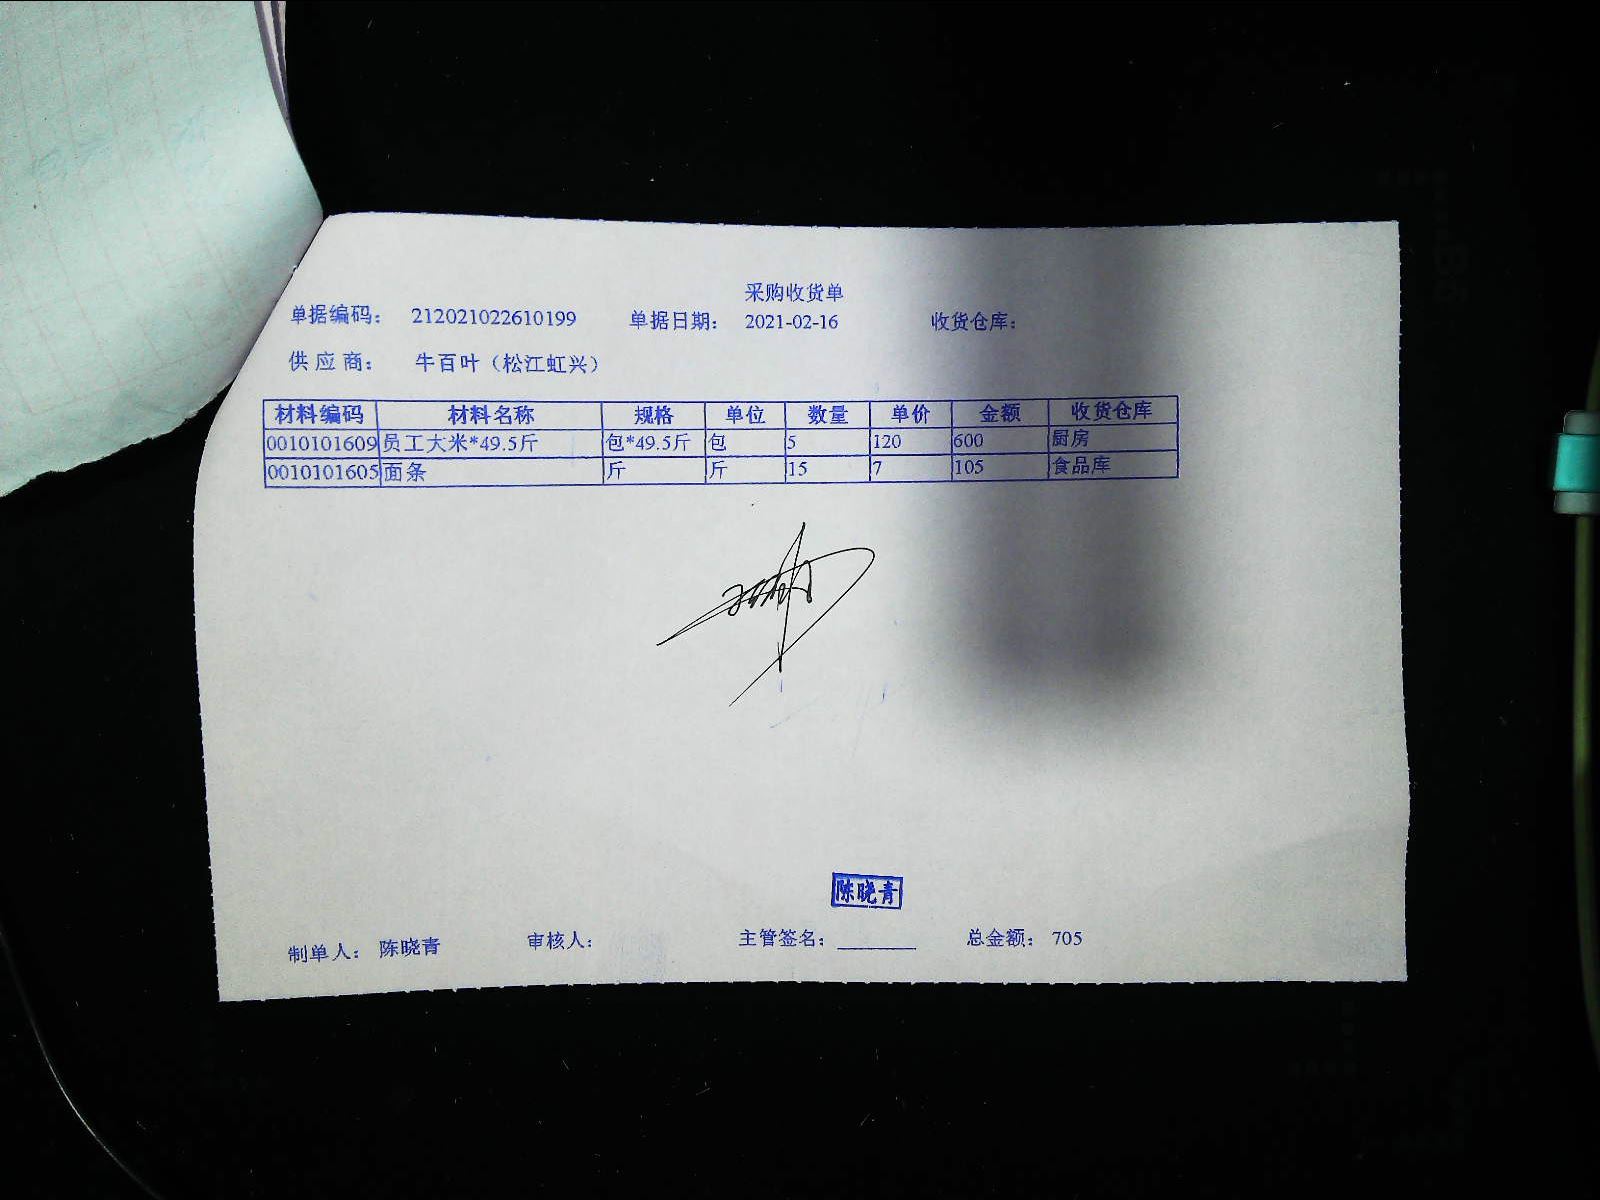 采购收货单
单据编码: 212021022610199 单据日期: 2021-02-16 收货仓库:
供应商: 牛百叶（松江虹兴）
材料编码 材料名称 规格 单位 数量 单价 金额 收货仓库
0010101609 员工大米*49.5斤 包*49.5斤 包 5 120 600 厨房
0010101605 面条 斤 斤 15 7 105 食品库
陈晓青
制单人: 陈晓青 审核人: 主管签名: ________ 总金额: 705